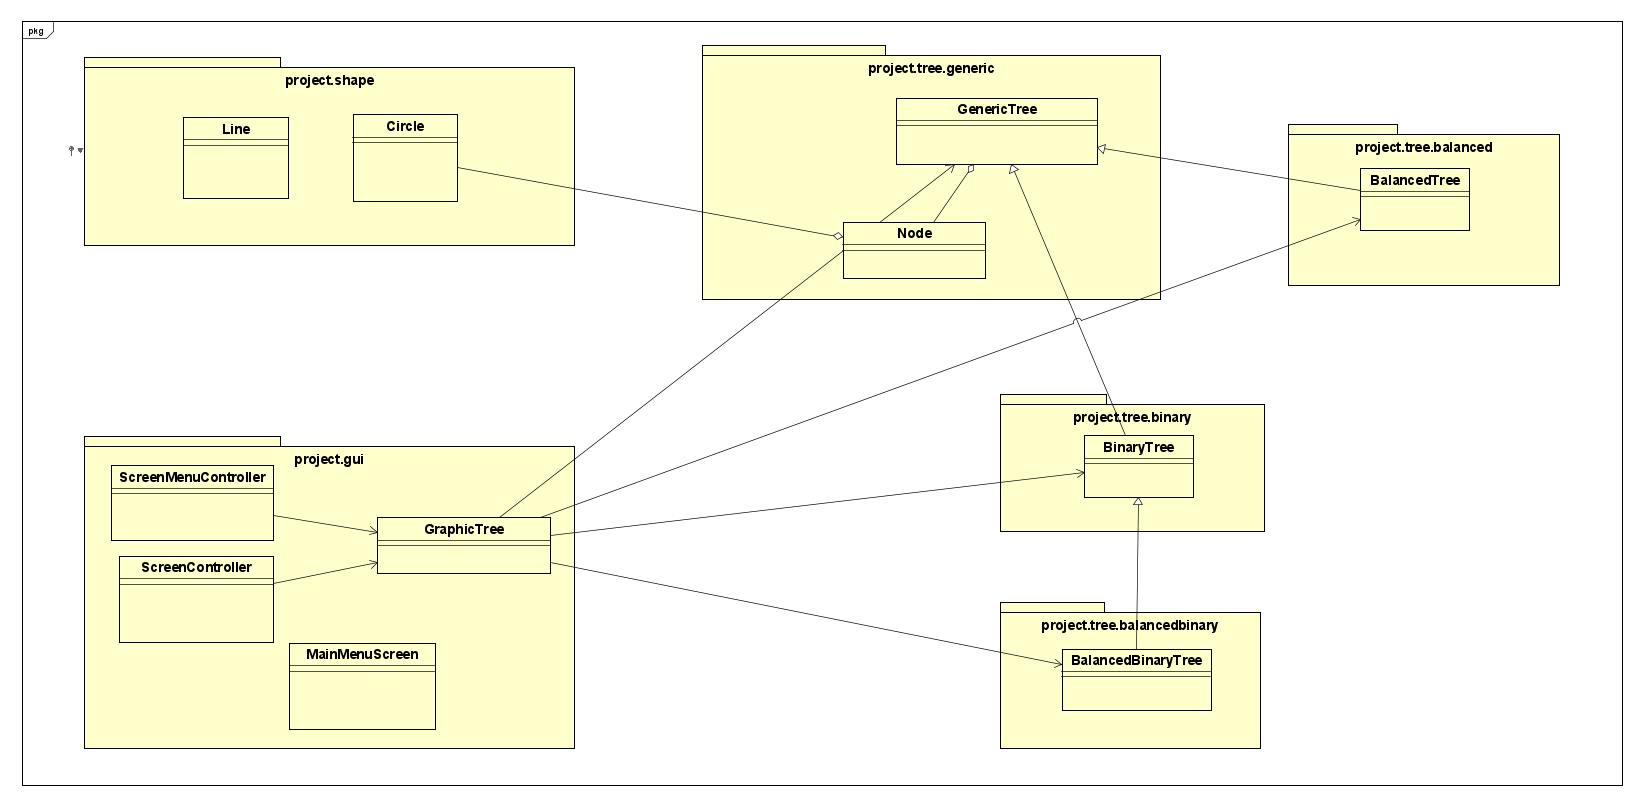 pkg
project.shape
Line
Circle
project.tree.generic
GenericTree
Node
project.tree.balanced
BalancedTree
project.gui
ScreenMenuController
GraphicTree
ScreenController
MainMenuScreen
project.tree.binary
BinaryTree
project.tree.balancedbinary
BalancedBinaryTree